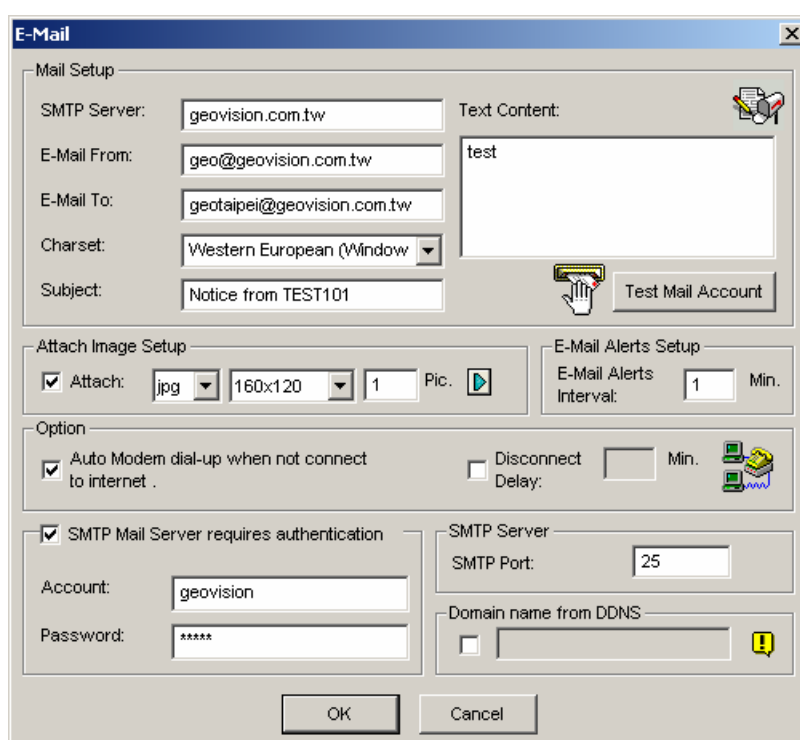 E-Mail
Mail Setup
SMTP Server:
geovision.com.tw
Text Content:
test
E-Mail From:
geo@geovision.com.tw
E-Mail To:
geotaipei@geovision.com.tw
Charset:
Western European (Window
Subject:
Notice from TEST101
Test Mail Account
Attach Image Setup
Attach:
jpg
160x120
1
Pic.
E-Mail Alerts Setup
E-Mail Alerts
Interval:
1
Min.
Option
Auto Modem dial-up when not connect
to internet .
Disconnect
Delay:
Min.
SMTP Mail Server requires authentication
Account:
geovision
Password:
*****
SMTP Server
SMTP Port:
25
Domain name from DDNS
OK
Cancel